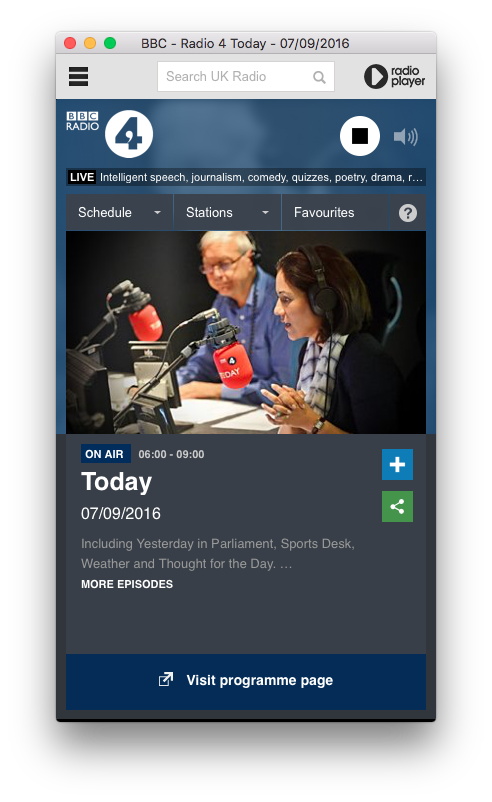 BBC - Radio 4 Today - 07/09/2016
Search UK Radio
radio
player
BBC
RADIO
4
LIVE Intelligent speech, journalism, comedy, quizzes, poetry, drama, r…
Schedule
Stations
Favourites
?
4
TODAY
ON AIR 06:00 - 09:00
Today
07/09/2016
Including Yesterday in Parliament, Sports Desk,
Weather and Thought for the Day. …
MORE EPISODES
Visit programme page